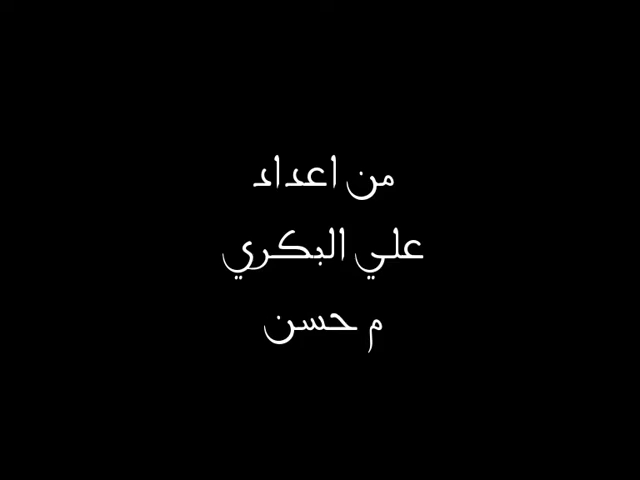 من اعداد
علي البكري
م حسن